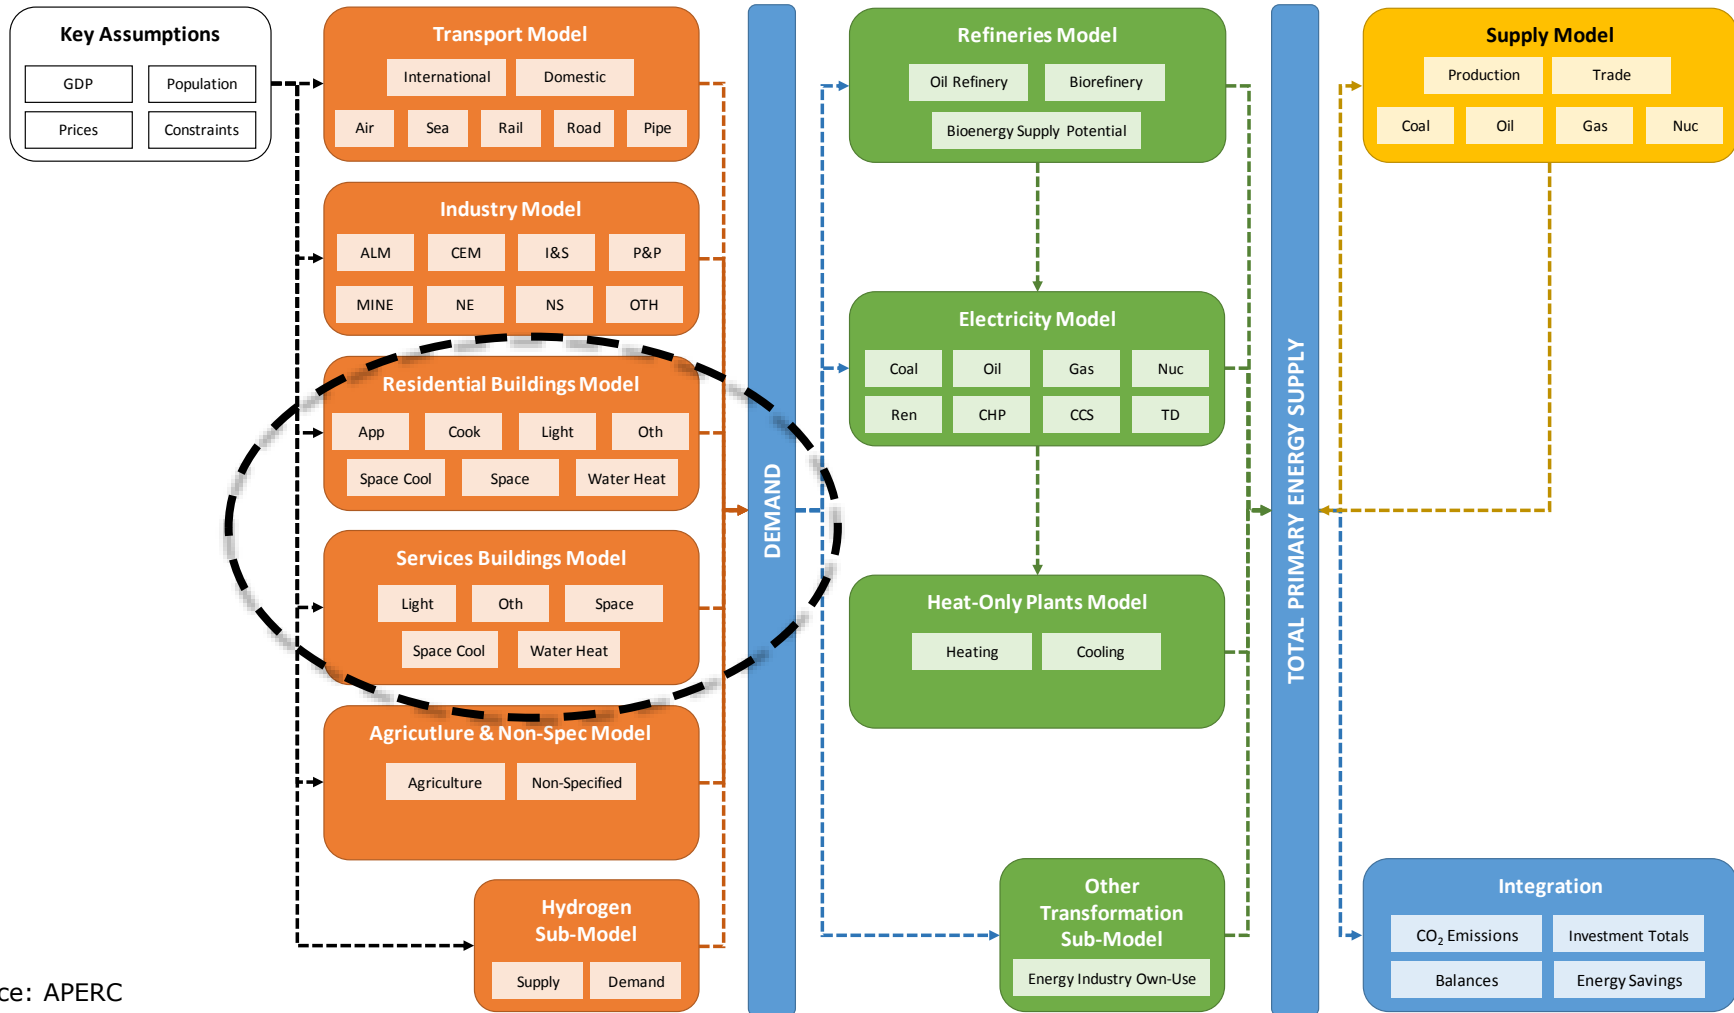 Key Assumptions
GDP
Population
Prices
Constraints
Transport Model
International
Domestic
Air
Sea
Rail
Road
Pipe
Industry Model
ALM
CEM
I&S
P&P
MINE
NE
NS
OTH
Residential Buildings Model
App
Cook
Light
Oth
Space Cool
Space
Water Heat
Services Buildings Model
Light
Oth
Space
Space Cool
Water Heat
Agricutlure & Non-Spec Model
Agriculture
Non-Specified
Hydrogen
Sub-Model
Supply
Demand
DEMAND
Refineries Model
Oil Refinery
Biorefinery
Bioenergy Supply Potential
Electricity Model
Coal
Oil
Gas
Nuc
Ren
CHP
CCS
TD
Heat-Only Plants Model
Heating
Cooling
Other
Transformation
Sub-Model
Energy Industry Own-Use
TOTAL PRIMARY ENERGY SUPPLY
Supply Model
Production
Trade
Coal
Oil
Gas
Nuc
Integration
CO₂ Emissions
Investment Totals
Balances
Energy Savings
ce: APERC